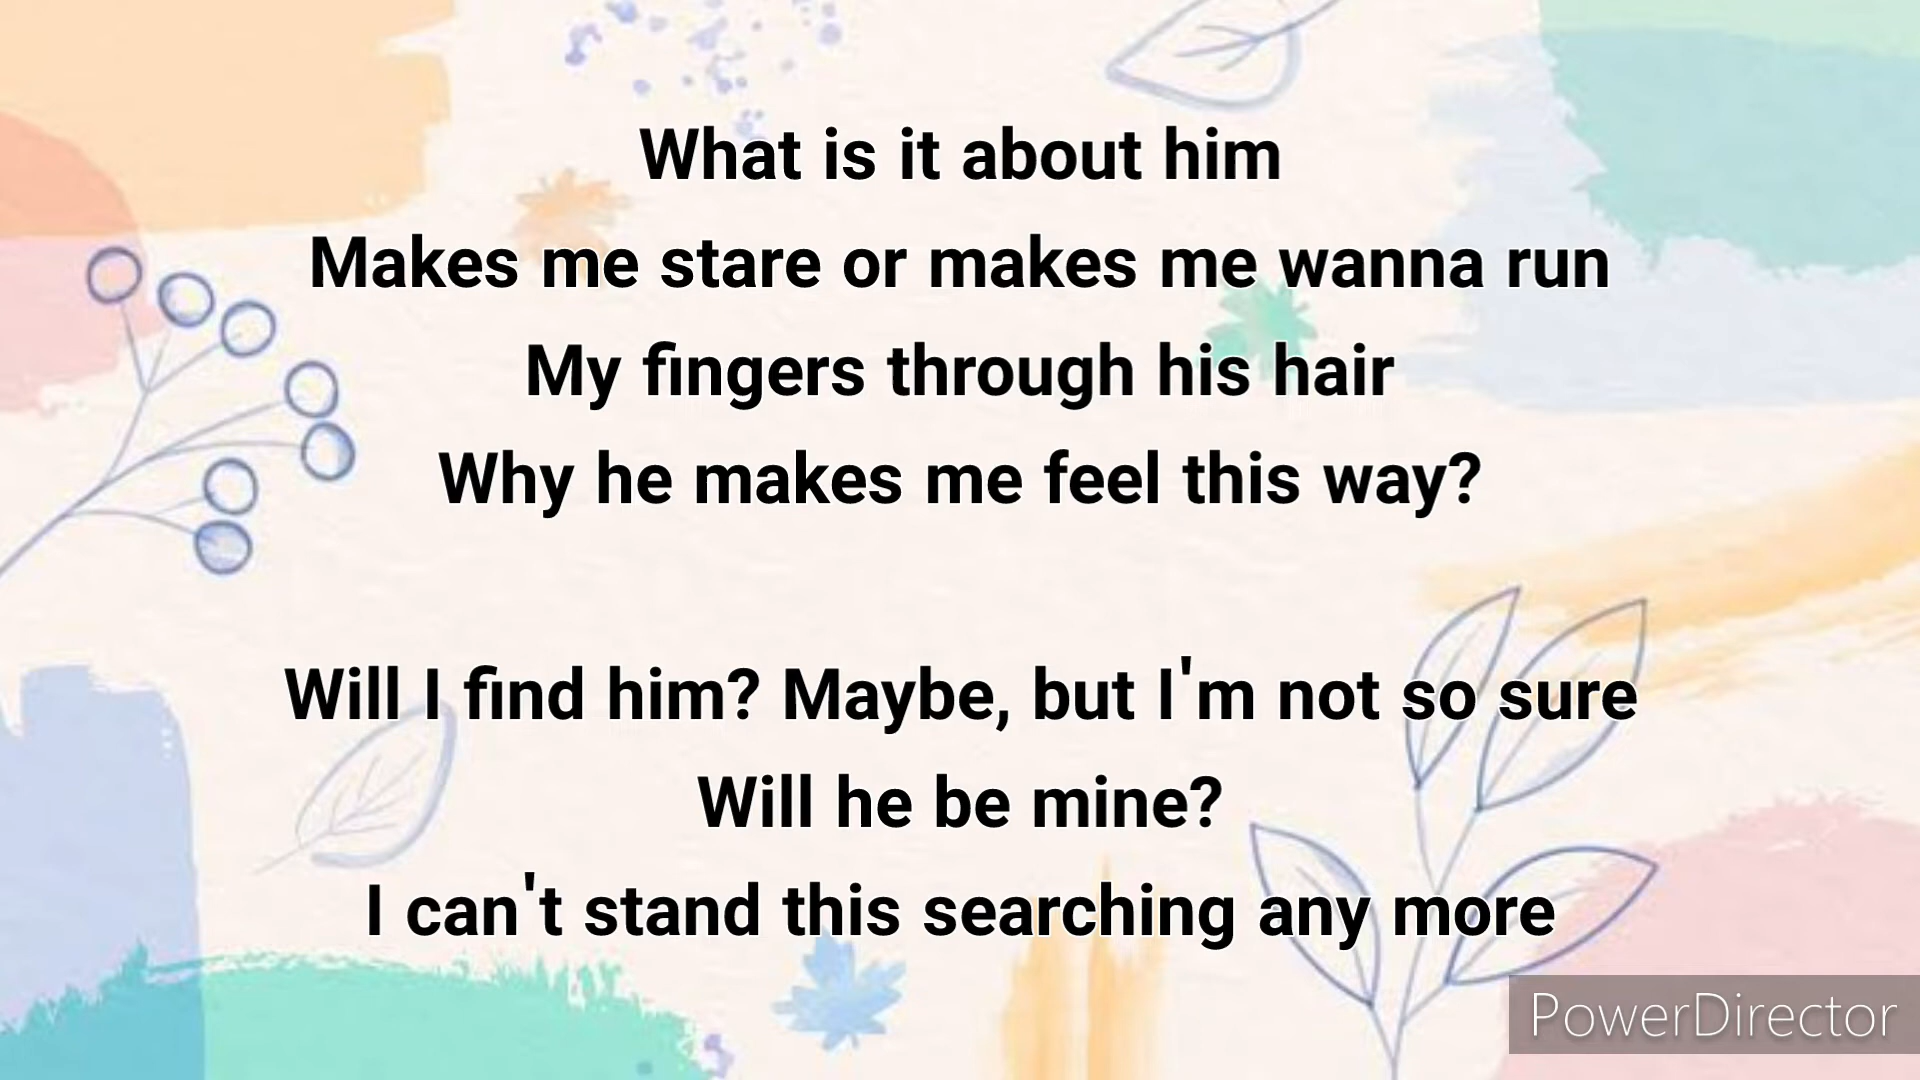 What is it about him
Makes me stare or makes me wanna run
My fingers through his hair
Why he makes me feel this way?
Will I find him? Maybe, but I'm not so sure
Will he be mine?
I can't stand this searching any more
PowerDirector